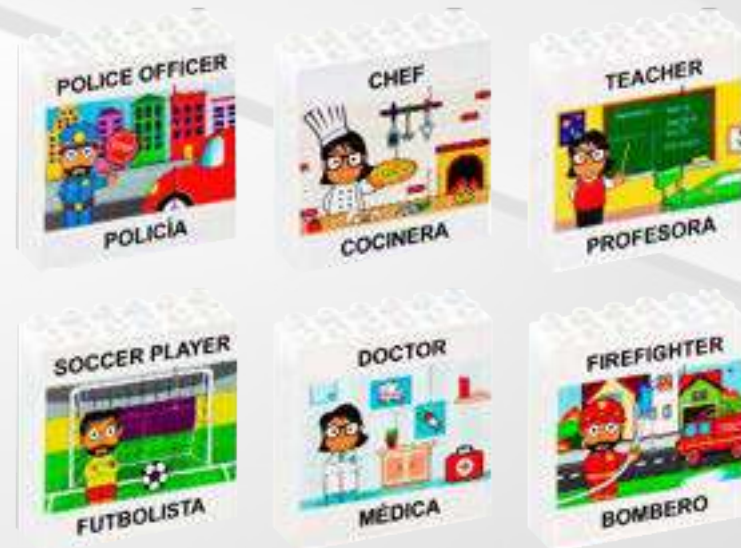 POLICE OFFICER
POLICÍA
CHEF
COCINERA
TEACHER
PROFESORA
SOCCER PLAYER
FUTBOLISTA
DOCTOR
MÉDICA
FIREFIGHTER
BOMBERO